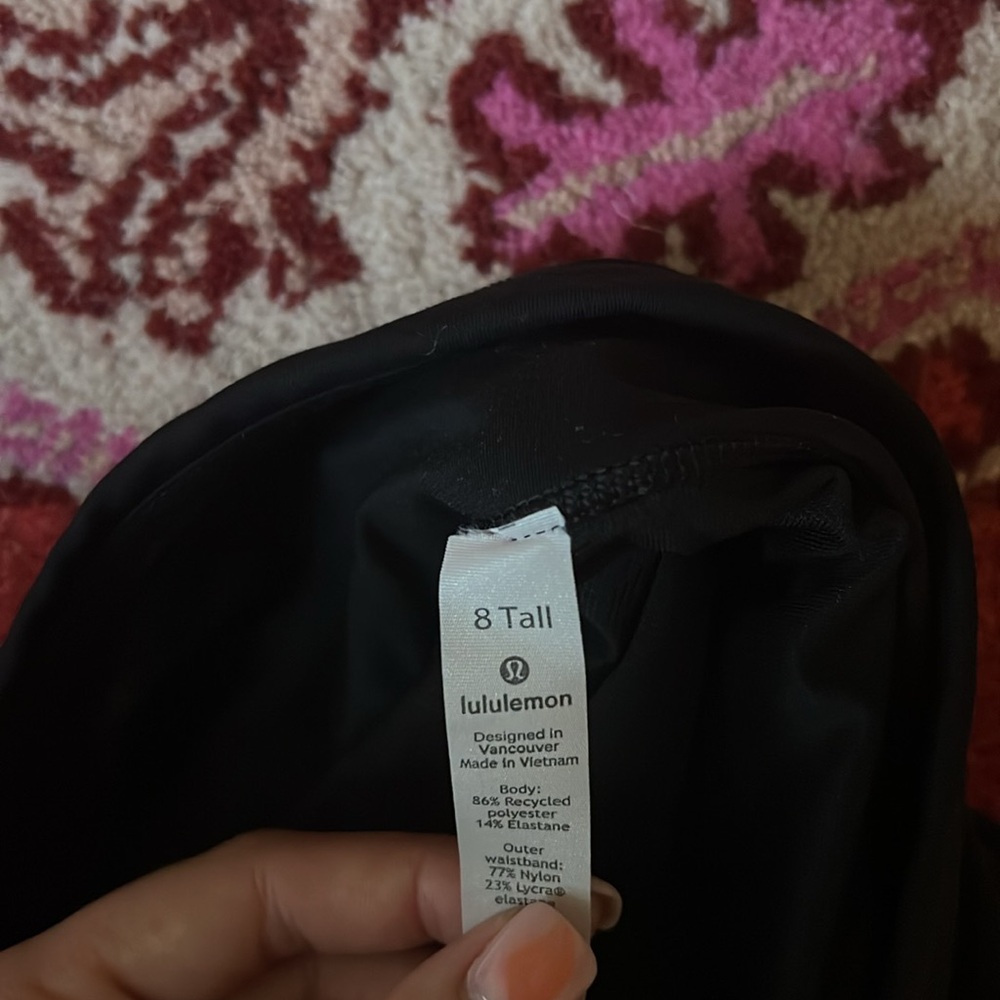 8 Tall
lululemon
Designed in
Vancouver
Made in Vietnam
Body:
86% Recycled
polyester
14% Elastane
Outer
waistband:
77% Nylon
23% Lycra®
elastane